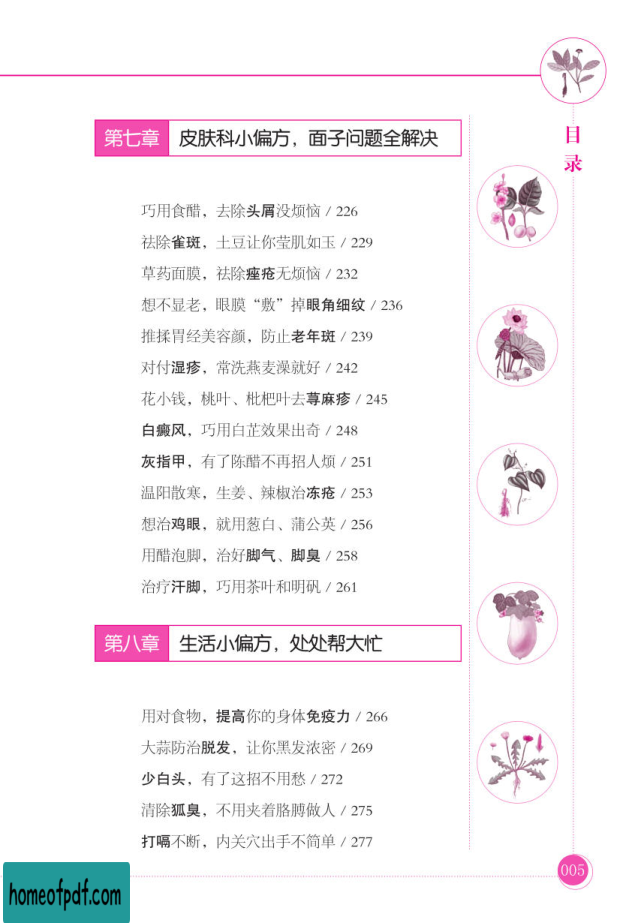 目录
第七章 皮肤科小偏方，面子问题全解决
巧用食醋，去除头屑没烦恼 / 226
祛除雀斑，土豆让你莹肌如玉 / 229
草药面膜，祛除痤疮无烦恼 / 232
想不显老，眼膜“敷”掉眼角细纹 / 236
推揉胃经美容颜，防止老年斑 / 239
对付湿疹，常洗燕麦澡就好 / 242
花小钱，桃叶、枇杷叶去荨麻疹 / 245
白癜风，巧用白芷效果出奇 / 248
灰指甲，有了陈醋不再招人烦 / 251
温阳散寒，生姜、辣椒治冻疮 / 253
想治鸡眼，就用葱白、蒲公英 / 256
用醋泡脚，治好脚气、脚臭 / 258
治疗汗脚，巧用茶叶和明矾 / 261
第八章 生活小偏方，处处帮大忙
用对食物，提高你的身体免疫力 / 266
大蒜防治脱发，让你黑发浓密 / 269
少白头，有了这招不用愁 / 272
清除狐臭，不用夹着胳膊做人 / 275
打嗝不断，内关穴出手不简单 / 277
005
homeofpdf.com